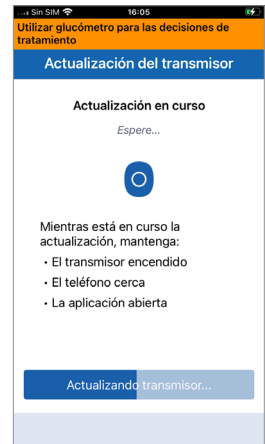 Sin SIM 16:05
Utilizar glucómetro para las decisiones de
tratamiento
Actualización del transmisor
Actualización en curso
Espere...
Mientras está en curso la
actualización, mantenga:
• El transmisor encendido
• El teléfono cerca
• La aplicación abierta
Actualizando transmisor...